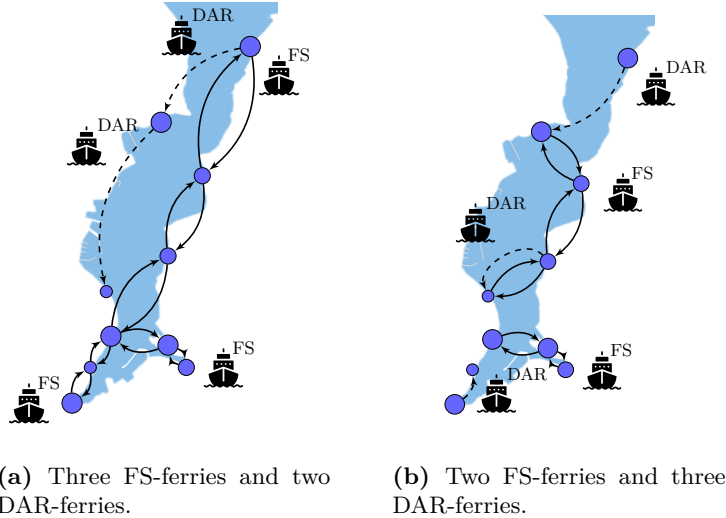 DAR
FS
DAR
FS
FS
DAR
FS
DAR
FS
DAR
(a) Three FS-ferries and two
DAR-ferries.
(b) Two FS-ferries and three
DAR-ferries.